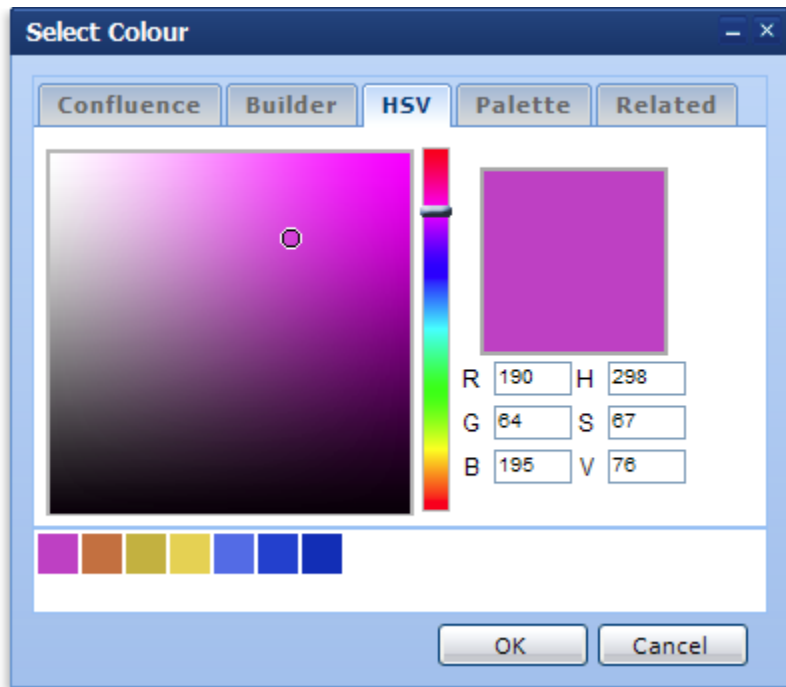 Select Colour
Confluence Builder HSV Palette Related
R 190 H 298
G 64 S 67
B 195 V 76
OK Cancel